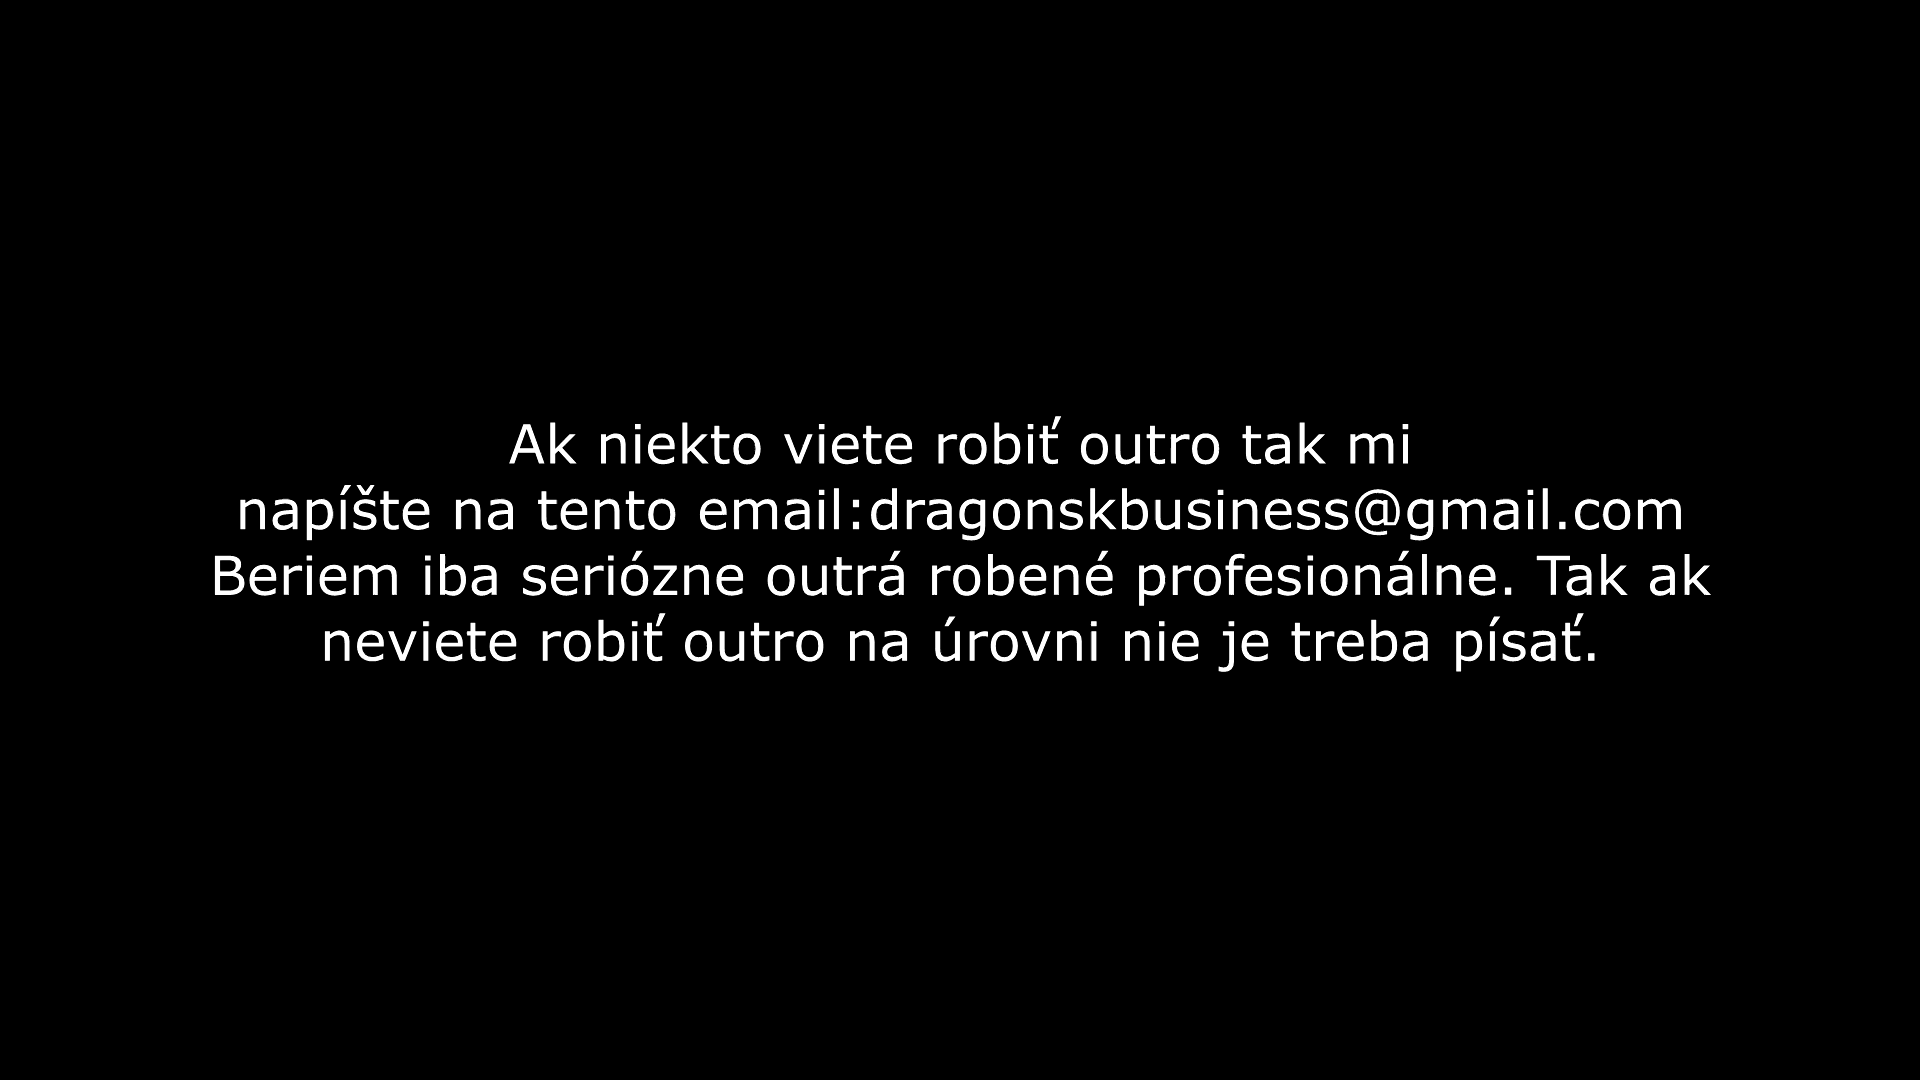 Ak niekto viete robiť outro tak mi
napíšte na tento email:dragonskbusiness@gmail.com
Beriem iba seriózne outrá robené profesionálne. Tak ak
neviete robiť outro na úrovni nie je treba písať.